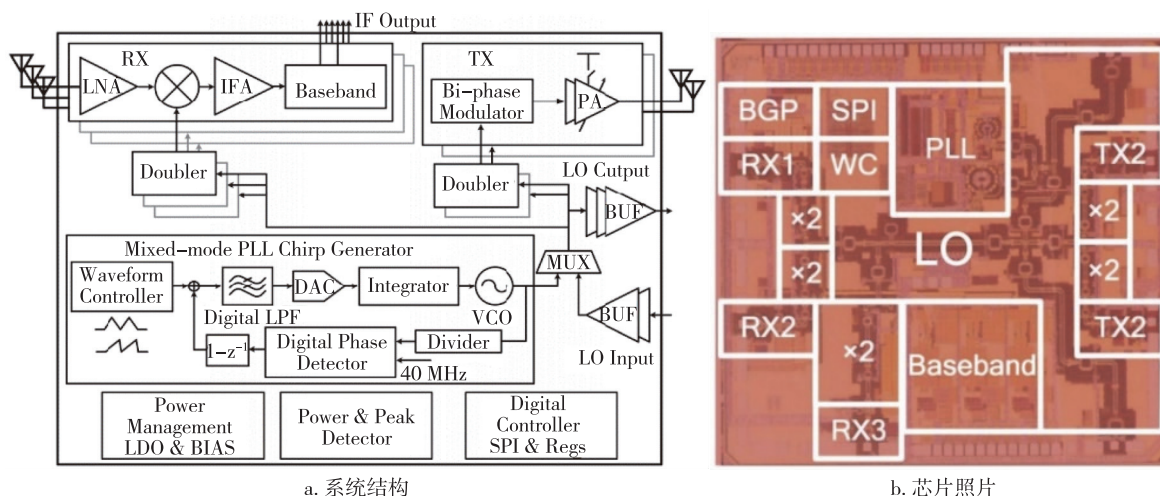 IF Output
RX
LNA
IFA
Baseband
TX
Bi-phase
Modulator
PA
Doubler
Doubler
LO Cutput
BUF
Mixed-mode PLL Chirp Generator
MUX
Waveform
Controller
DAC
Integrator
VCO
BUF
Digital LPF
LO Input
1-z⁻¹
Digital Phase
Detector
Divider
40 MHz
Power
Management
LDO & BIAS
Power & Peak
Detector
Digital
Controller
SPI & Regs
a. 系统结构
BGP
SPI
PLL
RX1
WC
TX2
×2
×2
LO
×2
×2
RX2
×2
Baseband
TX2
RX3
b. 芯片照片